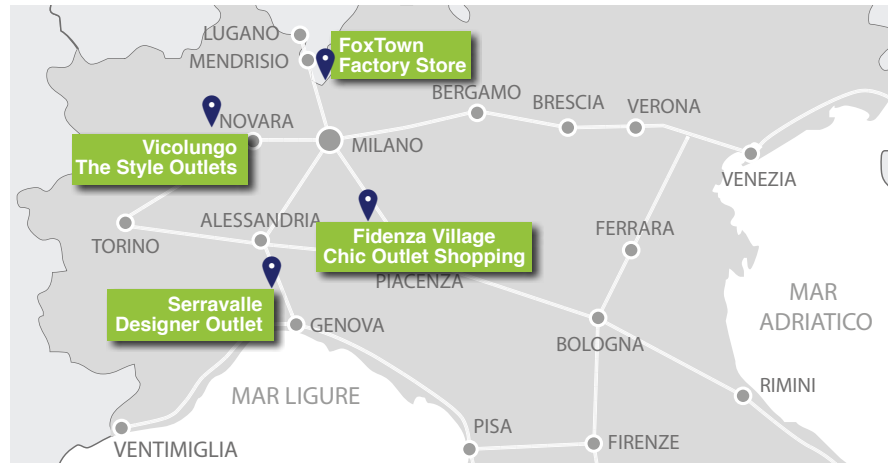 LUGANO
FoxTown
Factory Store
MENDRISIO
BERGAMO
BRESCIA
VERONA
NOVARA
MILANO
Vicolungo
The Style Outlets
VENEZIA
ALESSANDRIA
TORINO
Fidenza Village
Chic Outlet Shopping
FERRARA
PIACENZA
MAR
ADRIATICO
Serravalle
Designer Outlet
GENOVA
BOLOGNA
RIMINI
MAR LIGURE
PISA
VENTIMIGLIA
FIRENZE